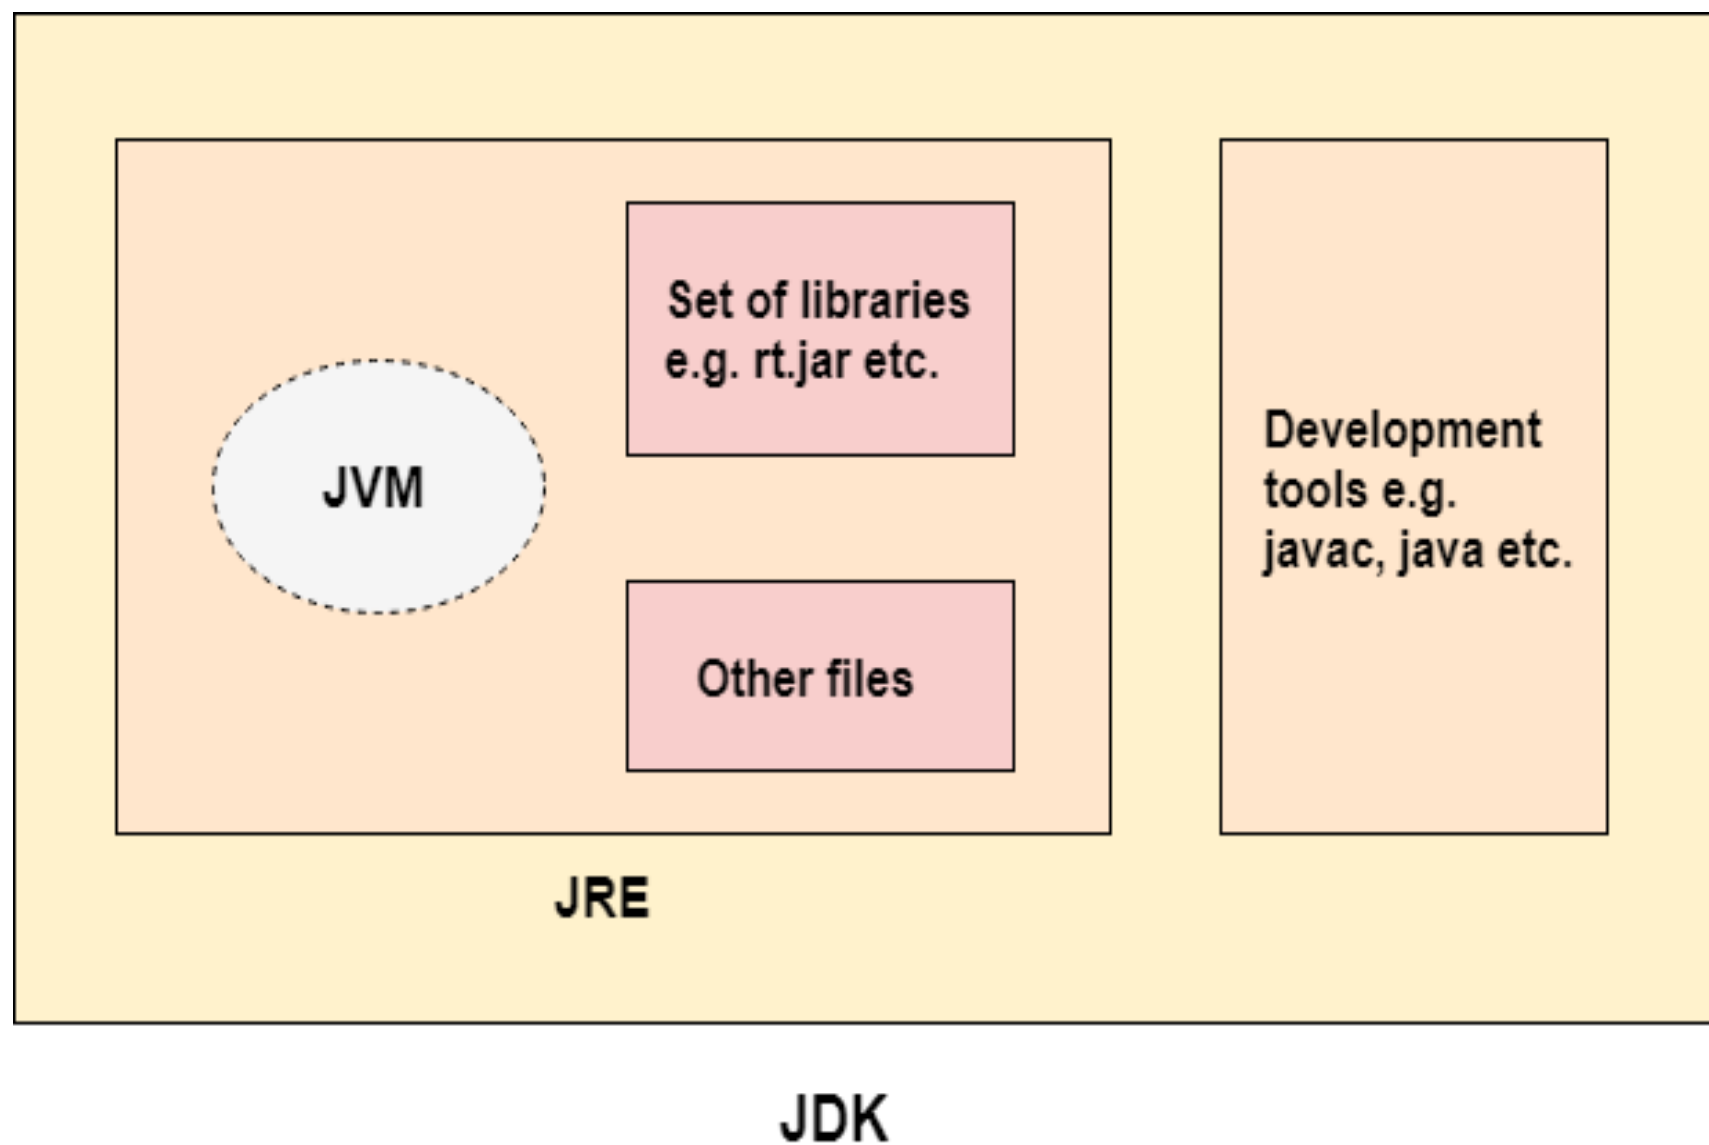 Set of libraries
e.g. rt.jar etc.
JVM
Other files
Development
tools e.g.
javac, java etc.
JRE
JDK